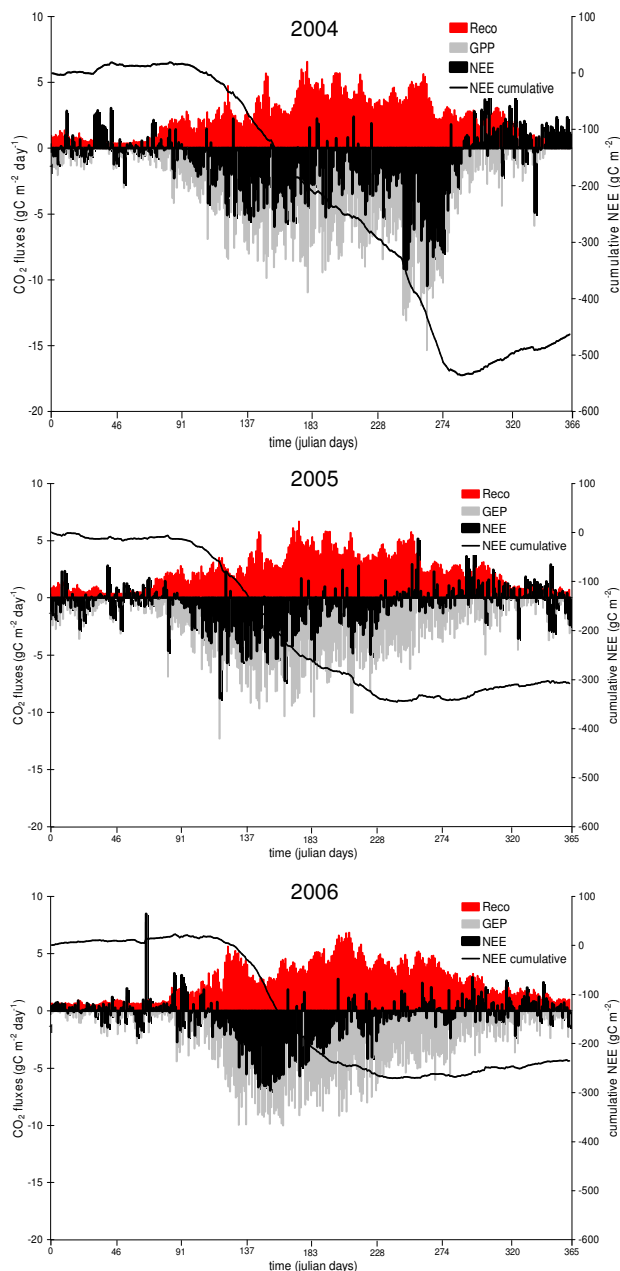 2004
Reco
GPP
NEE
NEE cumulative
CO2 fluxes (gC m-2 day-1)
10
5
0
-5
-10
-15
-20
100
0
-100
-200
-300
-400
-500
-600
cumulative NEE (gC m-2)
0 46 91 137 183 228 274 320 366
time (julian days)
2005
Reco
GEP
NEE
NEE cumulative
CO2 fluxes (gC m-2 day-1)
10
5
0
-5
-10
-15
-20
100
0
-100
-200
-300
-400
-500
-600
cumulative NEE (gC m-2)
0 46 91 137 183 228 274 320 365
time (julian days)
2006
Reco
GEP
NEE
NEE cumulative
CO2 fluxes (gC m-2 day-1)
10
5
0
-5
-10
-15
-20
100
0
-100
-200
-300
-400
-500
-600
cumulative NEE (gC m-2)
0 46 91 137 183 228 274 320 365
time (julian days)